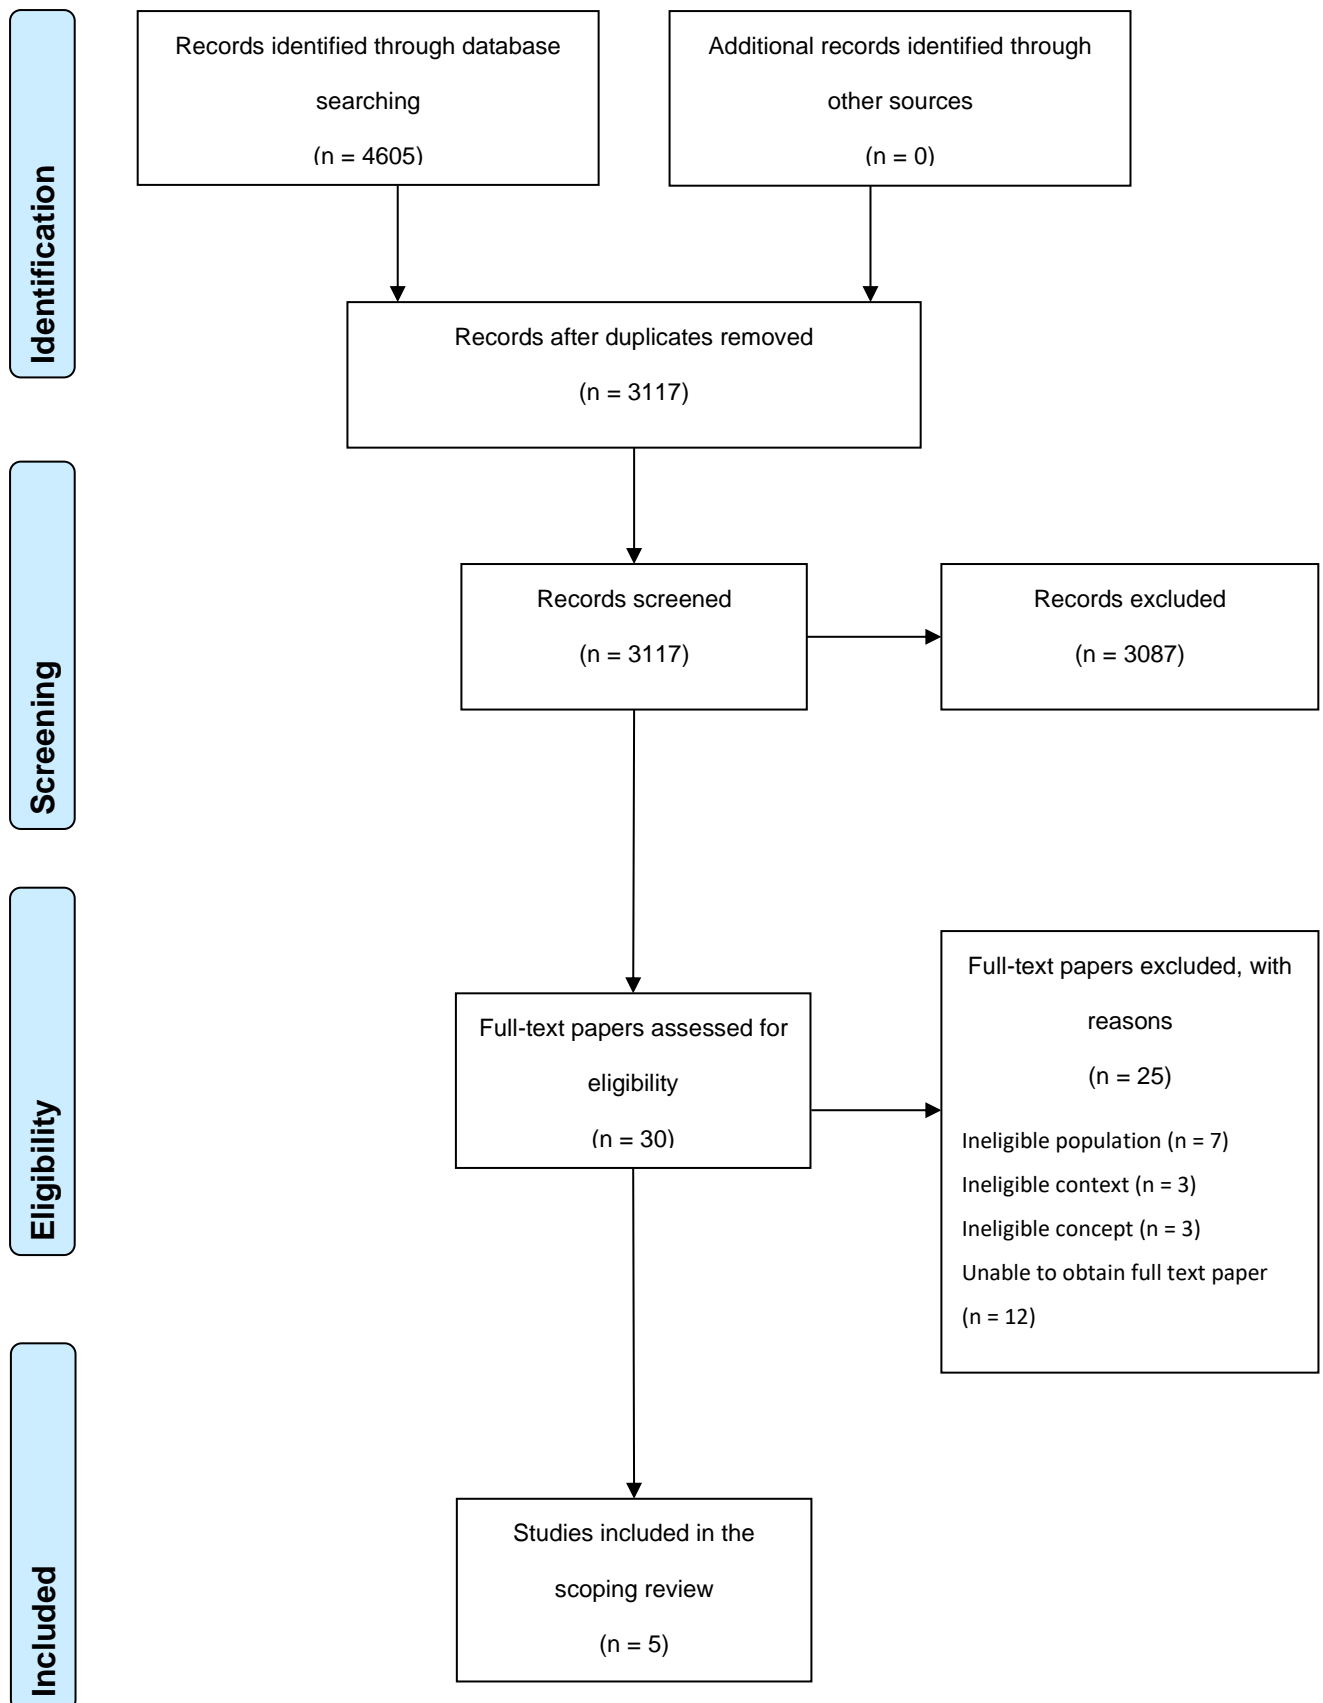 Identification
Records identified through database
searching
(n = 4605)
Additional records identified through
other sources
(n = 0)
Records after duplicates removed
(n = 3117)
Screening
Records screened
(n = 3117)
Records excluded
(n = 3087)
Eligibility
Full-text papers assessed for
eligibility
(n = 30)
Full-text papers excluded, with
reasons
(n = 25)
Ineligible population (n = 7)
Ineligible context (n = 3)
Ineligible concept (n = 3)
Unable to obtain full text paper
(n = 12)
Included
Studies included in the
scoping review
(n = 5)